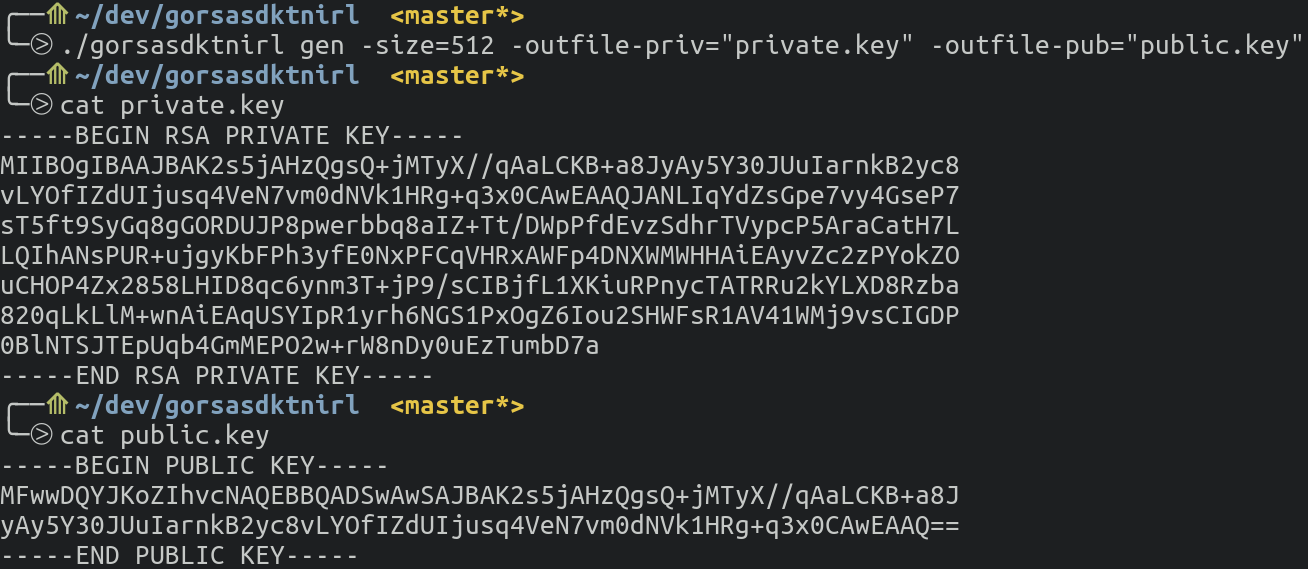 ~/dev/gorsasdktnirl <master*>
./gorsasdktnirl gen -size=512 -outfile-priv="private.key" -outfile-pub="public.key"
~/dev/gorsasdktnirl <master*>
cat private.key
-----BEGIN RSA PRIVATE KEY-----
MIIBOgIBAAJBAK2s5jAHzQgsQ+jMTyX//qAaLCKB+a8JyAy5Y30JUuIarnkB2yc8
vLYOfIZdUIjusq4VeN7vm0dNVk1HRg+q3x0CAwEAAQJANLIqYdZsGpe7vy4GseP7
sT5ft9SyGq8gGORDUJP8pwerbbq8aIZ+Tt/DWpPfdEvzSdhrTVypcP5AraCatH7L
LQIhANsPUR+ujgyKbFPh3yfE0NxPFCqVHRxAWFp4DNXWMWHHAiEAyvZc2zPYokZO
uCHOP4Zx2858LHID8qc6ynm3T+jP9/sCIBjfL1XKiuRPnycTATRRu2kYLXD8Rzba
820qLkLlM+wnAiEAqUSYIpR1yrh6NGS1PxOgZ6Iou2SHWFsR1AV41WMj9vsCIGDP
0BlNTSJTEpUqb4GmMEPO2w+rW8nDy0uEzTumbD7a
-----END RSA PRIVATE KEY-----
~/dev/gorsasdktnirl <master*>
cat public.key
-----BEGIN PUBLIC KEY-----
MFwwDQYJKoZIhvcNAQEBBQADSwAwSAJBAK2s5jAHzQgsQ+jMTyX//qAaLCKB+a8J
yAy5Y30JUuIarnkB2yc8vLYOfIZdUIjusq4VeN7vm0dNVk1HRg+q3x0CAwEAAQ==
-----END PUBLIC KEY-----